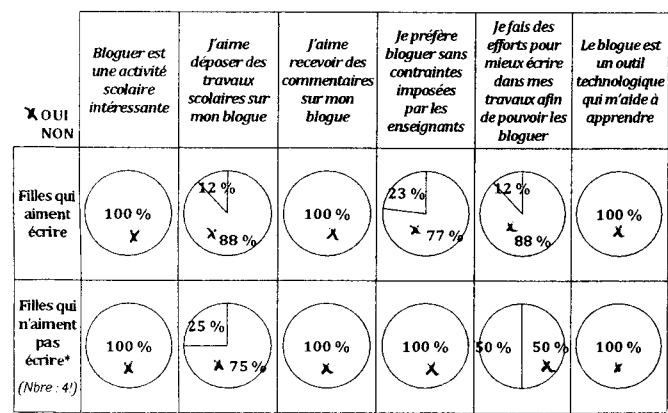 X OUI
NON
Bloguer est
une activité
scolaire
intéressante
J'aime
déposer des
travaux
scolaires sur
mon blogue
J'aime
recevoir des
commentaires
sur mon
blogue
Je préfère
bloguer sans
contraintes
imposées
par les
enseignants
Je fais des
efforts pour
mieux écrire
dans mes
travaux afin
de pouvoir les
bloguer
Le blogue est
un outil
technologique
qui m'aide à
apprendre
Filles qui
aiment
écrire
100 %
X
12 %
X 88 %
100 %
X
23 %
X 77 %
12 %
X
88 %
100 %
X
Filles qui
n'aiment
pas
écrire*
(Nbre : 4)
100 %
X
25 %
X 75 %
100 %
X
100 %
X
50 %
50 %
X
100 %
X